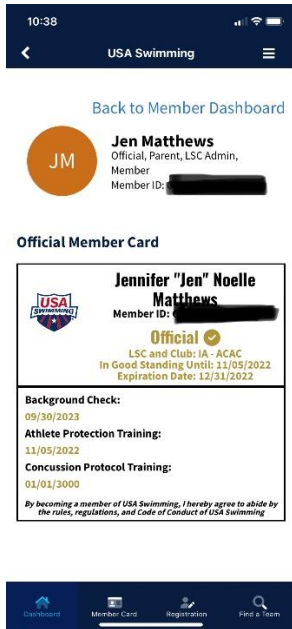 10:38
USA Swimming
Back to Member Dashboard
JM
Jen Matthews
Official, Parent, LSC Admin,
Member
Member ID:
Official Member Card
USA
SWIMMING
Jennifer "Jen" Noelle
Matthews
Member ID:
Official
LSC and Club: IA - ACAC
In Good Standing Until: 11/05/2022
Expiration Date: 12/31/2022
Background Check:
09/30/2023
Athlete Protection Training:
11/05/2022
Concussion Protocol Training:
01/01/3000
By becoming a member of USA Swimming, I hereby agree to abide by
the rules, regulations, and Code of Conduct of USA Swimming
Dashboard Member Card Registration Find a Team